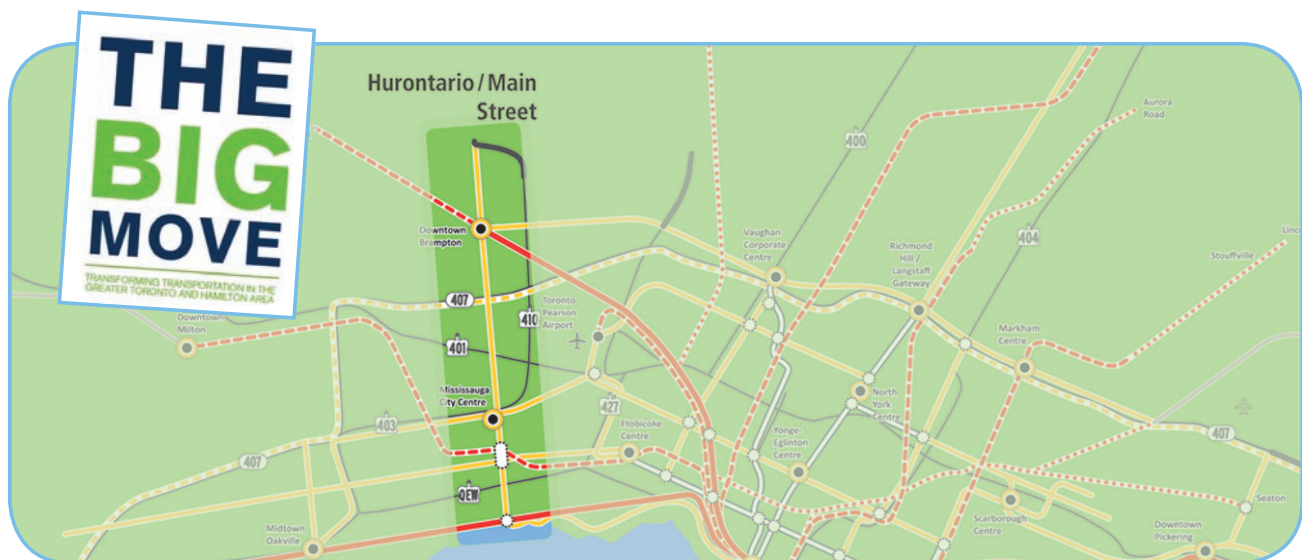 THE
BIG
MOVE
TRANSFORMING TRANSPORTATION IN THE
GREATER TORONTO AND HAMILTON AREA
Hurontario / Main
Street
Aurora
Road
400
404
Downtown
Brampton
Vaughan
Corporate
Centre
Richmond
Hill /
Langstaff
Gateway
Stouffville
407
410
Toronto
Pearson
Airport
Downtown
Milton
401
Markham
Centre
Mississauga
City Centre
403
427
Etobicoke
Centre
North
York
Centre
Yonge-
Eglinton
Centre
407
407
QEW
Midtown
Oakville
Scarborough
Centre
Seaton
Downtown
Pickering